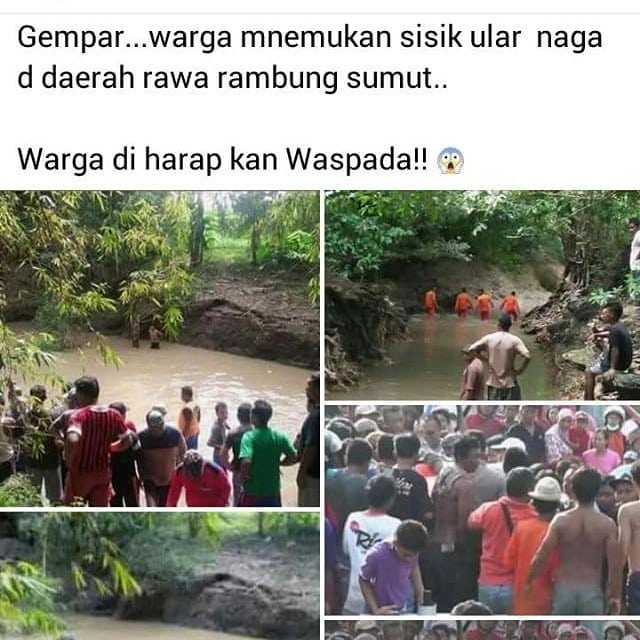 Gempar...warga mnemukan sisik ular naga
d daerah rawa rambung sumut..
Warga di harap kan Waspada!! 😱